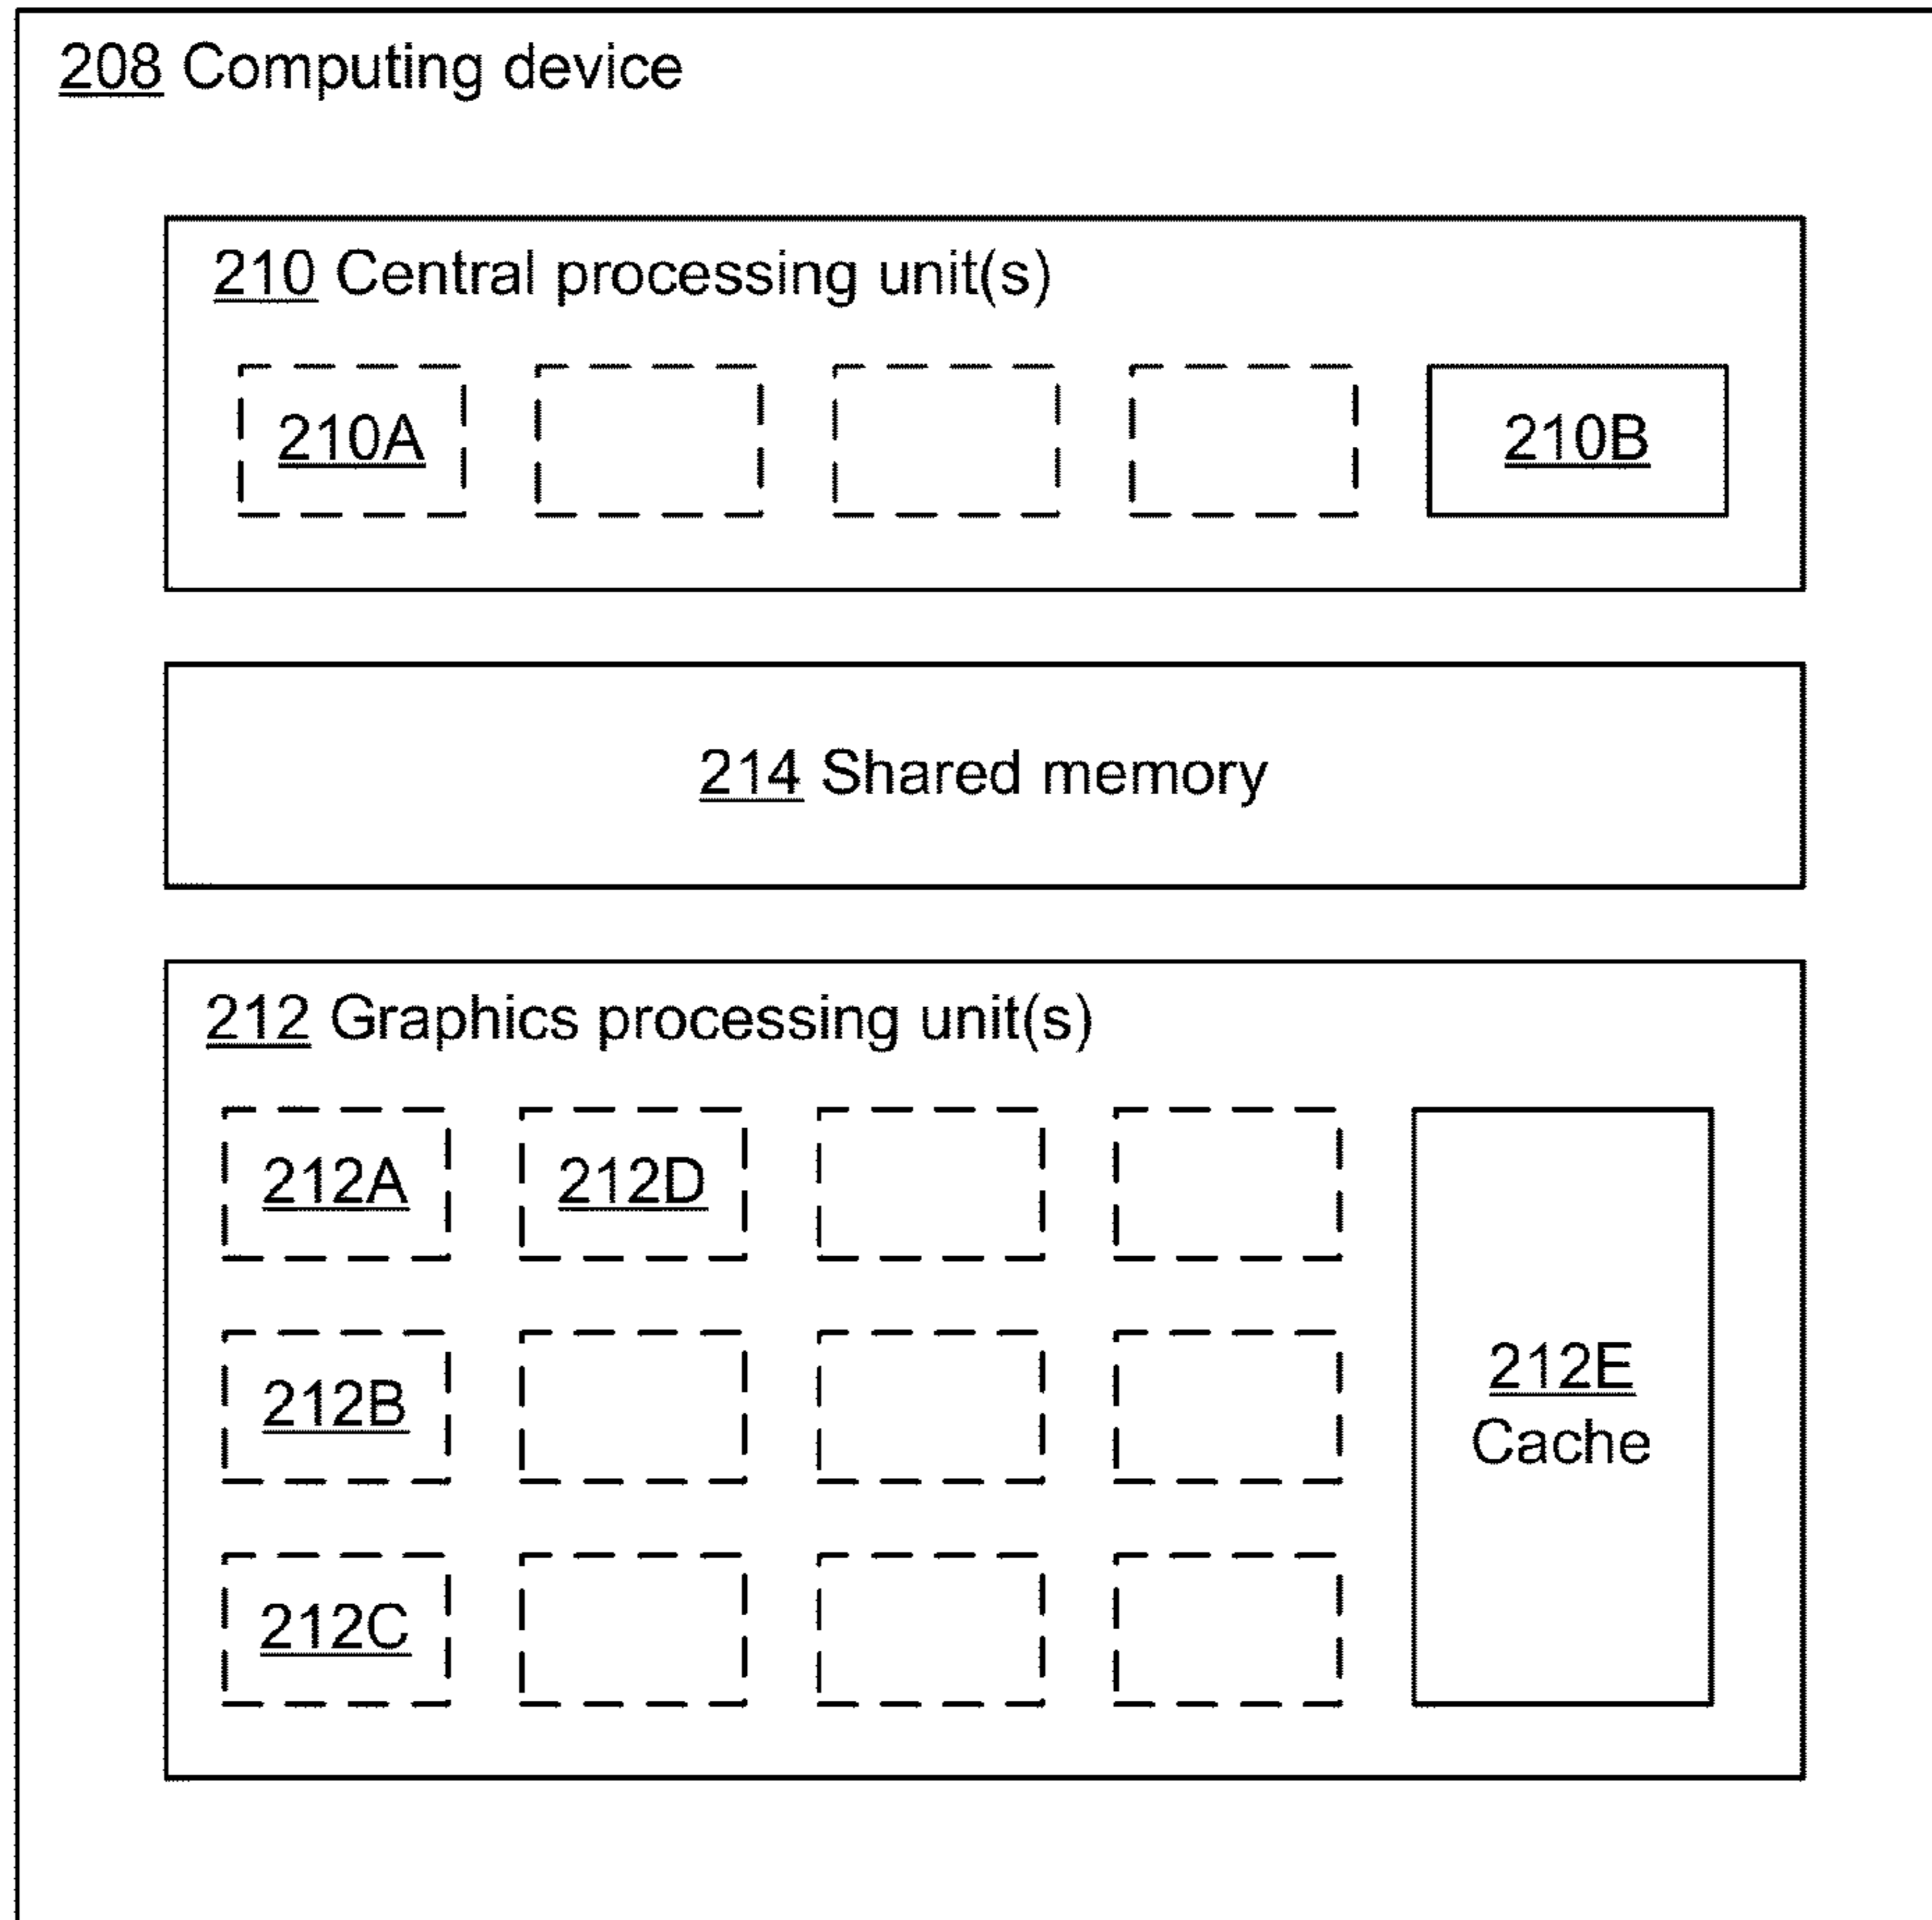 208 Computing device
210 Central processing unit(s)
210A
210B
214 Shared memory
212 Graphics processing unit(s)
212A
212D
212B
212E
Cache
212C